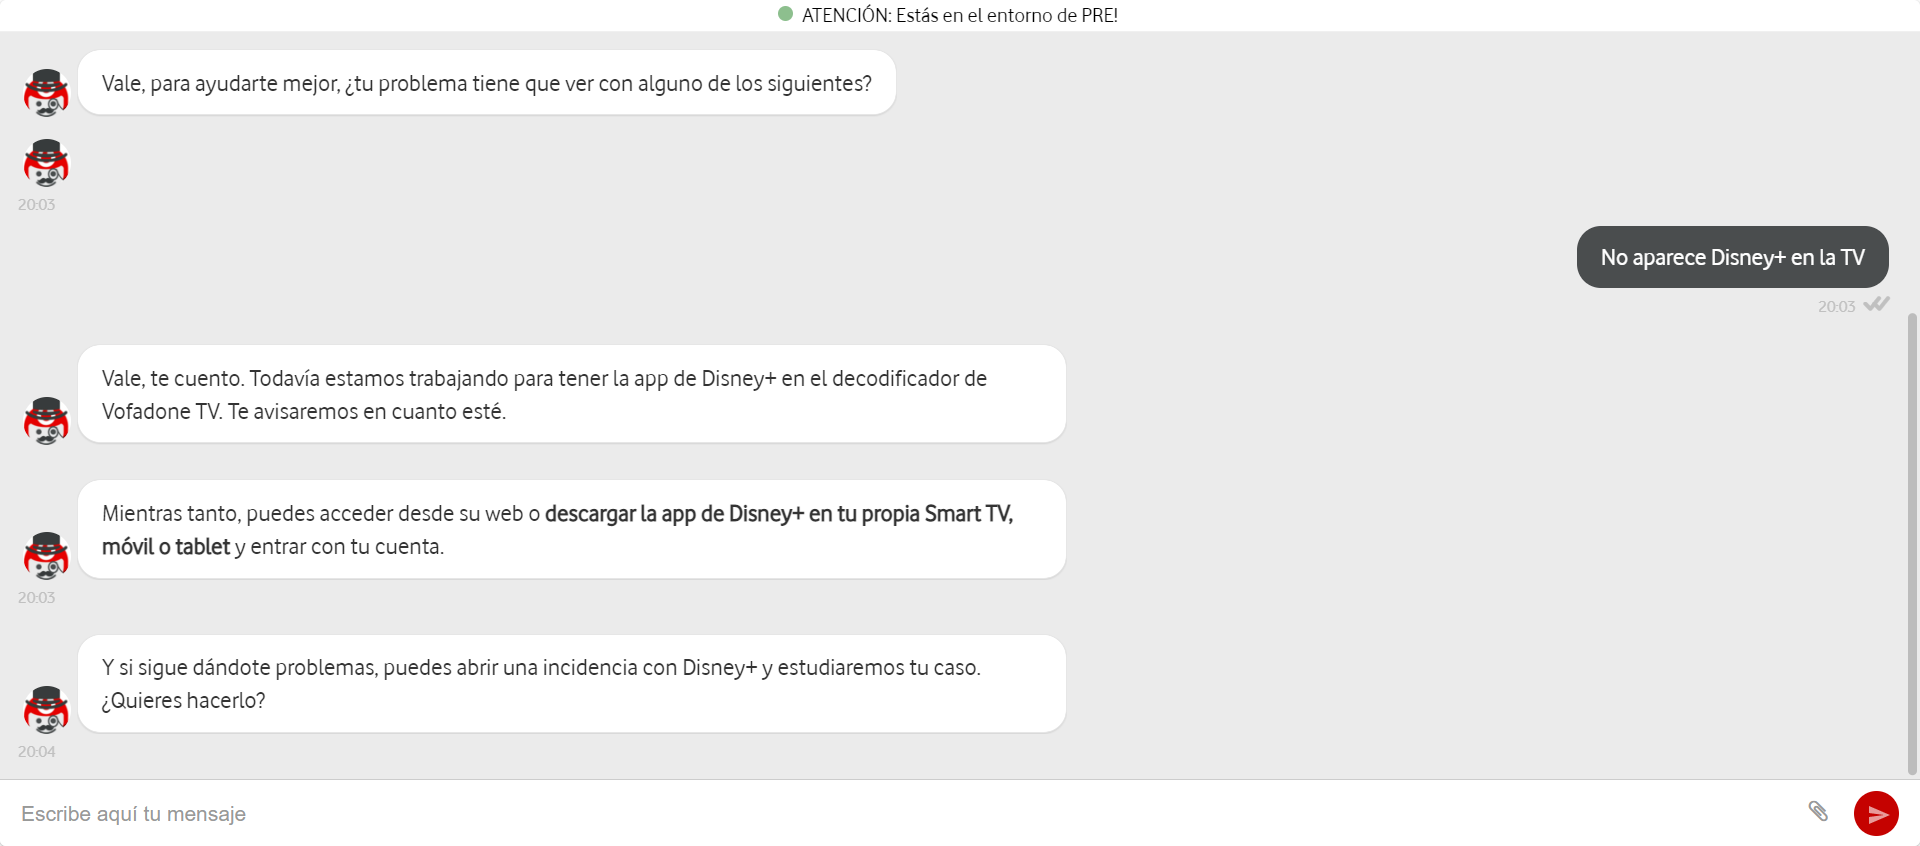 ATENCIÓN: Estás en el entorno de PRE!
Vale, para ayudarte mejor, ¿tu problema tiene que ver con alguno de los siguientes?
20:03
No aparece Disney+ en la TV
20:03
Vale, te cuento. Todavía estamos trabajando para tener la app de Disney+ en el decodificador de
Vofadone TV. Te avisaremos en cuanto esté.
Mientras tanto, puedes acceder desde su web o descargar la app de Disney+ en tu propia Smart TV,
móvil o tablet y entrar con tu cuenta.
20:03
Y si sigue dándote problemas, puedes abrir una incidencia con Disney+ y estudiaremos tu caso.
¿Quieres hacerlo?
20:04
Escribe aquí tu mensaje